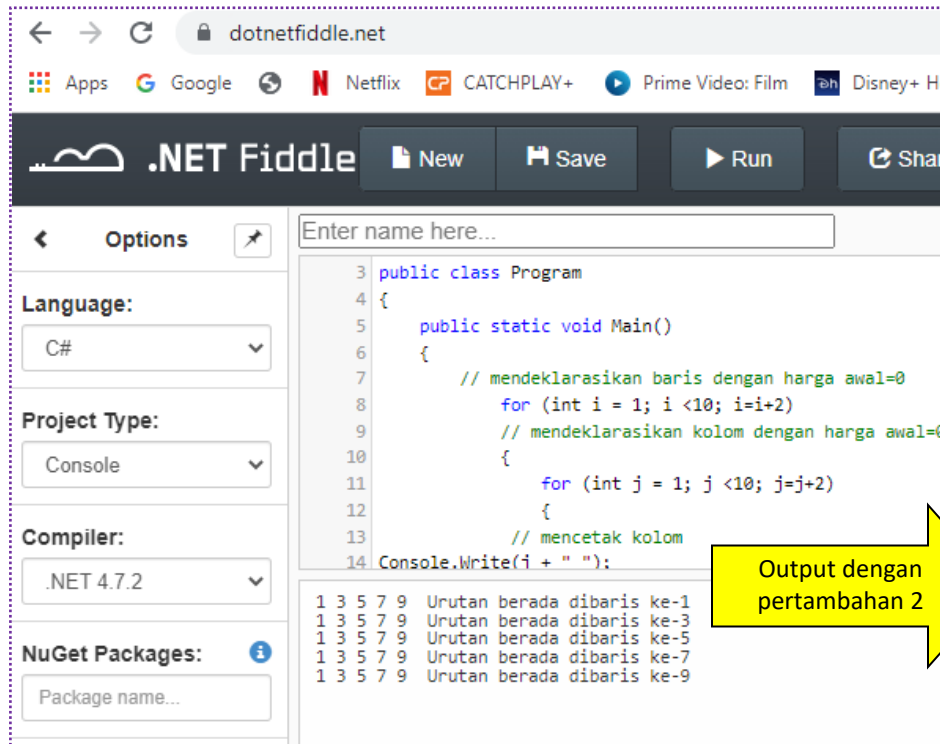 dotnetfiddle.net
Apps Google Netflix CATCHPLAY+ Prime Video: Film Disney+ H
.NET Fiddle New Save Run Shar
Options
Enter name here...
Language:
C#
Project Type:
Console
Compiler:
.NET 4.7.2
NuGet Packages:
Package name...
3 public class Program
4 {
5 public static void Main()
6 {
7 // mendeklarasikan baris dengan harga awal=0
8 for (int i = 1; i <10; i=i+2)
9 // mendeklarasikan kolom dengan harga awal=0
10 {
11 for (int j = 1; j <10; j=j+2)
12 {
13 // mencetak kolom
14 Console.Write(j + " ");
Output dengan
pertambahan 2
1 3 5 7 9 Urutan berada dibaris ke-1
1 3 5 7 9 Urutan berada dibaris ke-3
1 3 5 7 9 Urutan berada dibaris ke-5
1 3 5 7 9 Urutan berada dibaris ke-7
1 3 5 7 9 Urutan berada dibaris ke-9